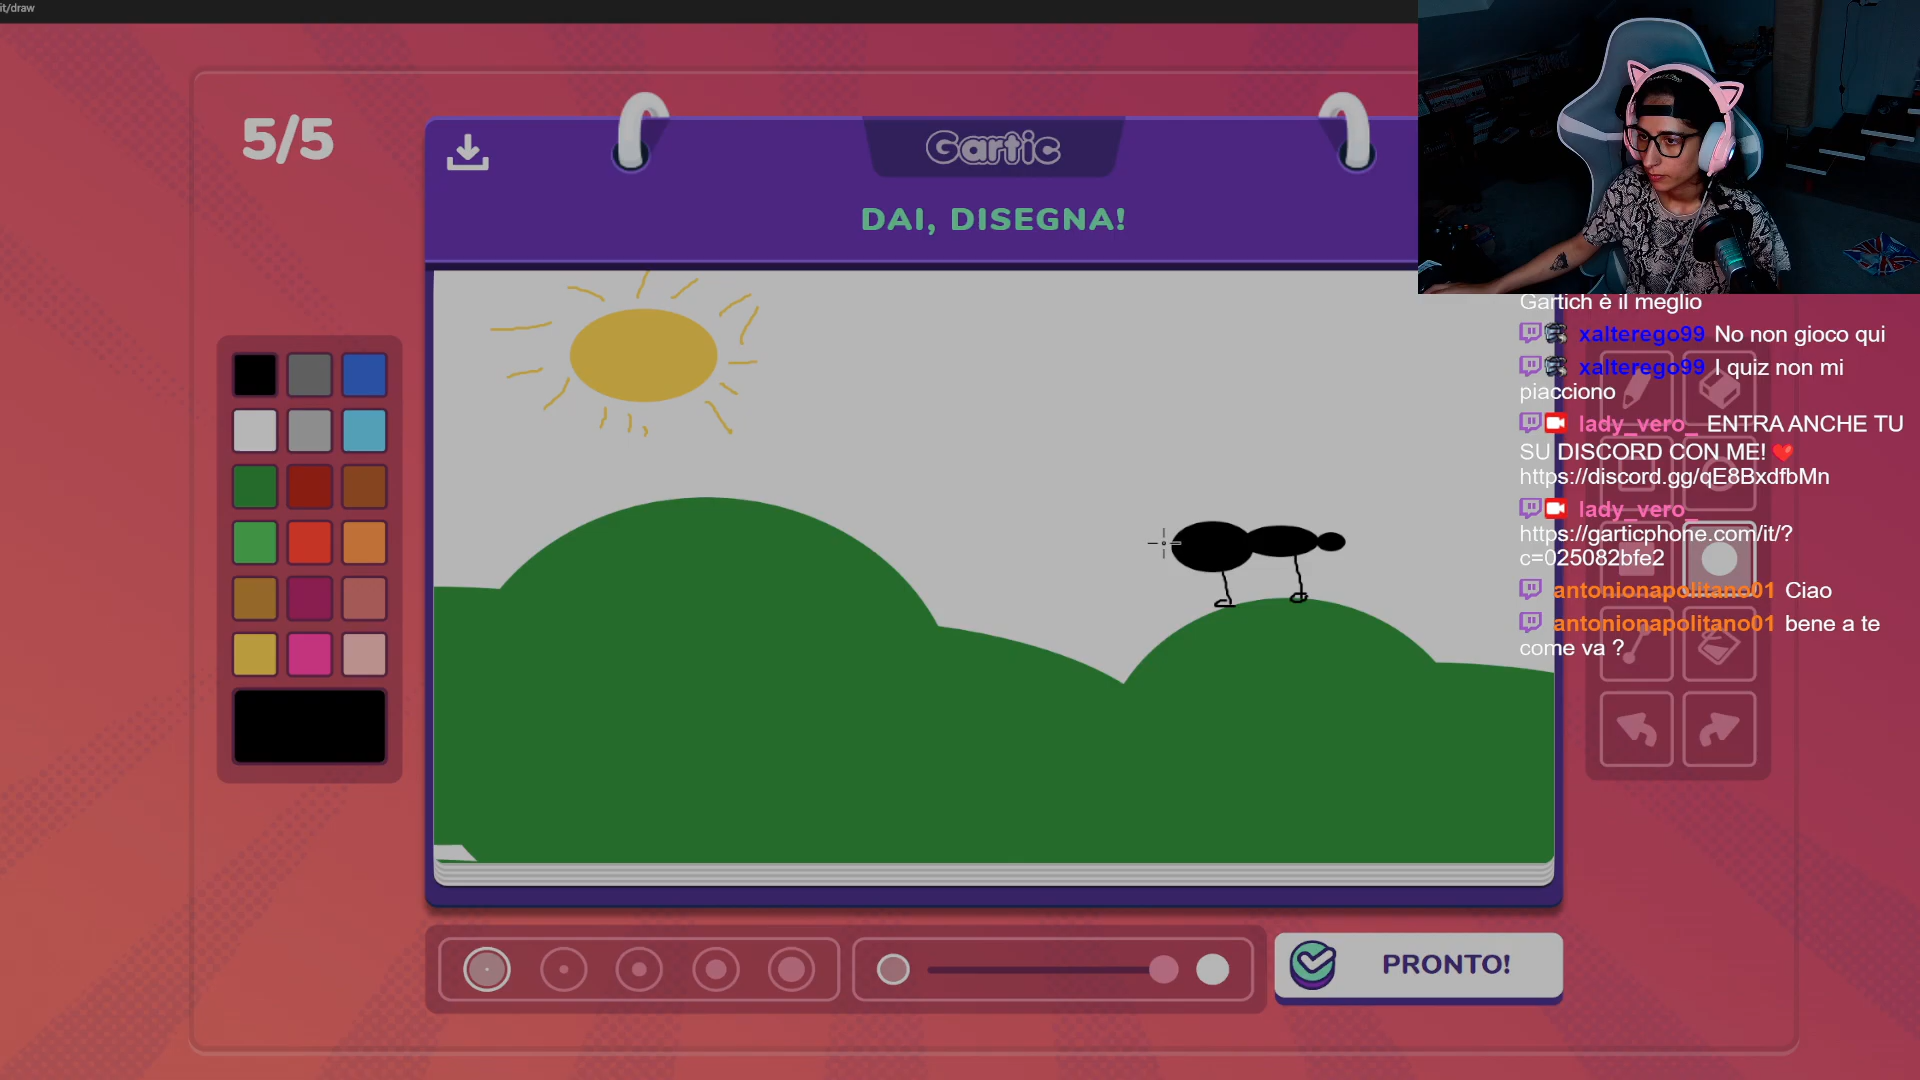 it/draw
5/5
Gartic
DAI, DISEGNA!
Gartich è il meglio
xalterego99 No non gioco qui
xalterego99 I quiz non mi
piacciono
lady_vero_ ENTRA ANCHE TU
SU DISCORD CON ME! ❤️
https://discord.gg/qE8BxdfbMn
lady_vero_
https://garticphone.com/it/?
c=025082bfe2
antonionapolitano01 Ciao
antonionapolitano01 bene a te
come va ?
PRONTO!